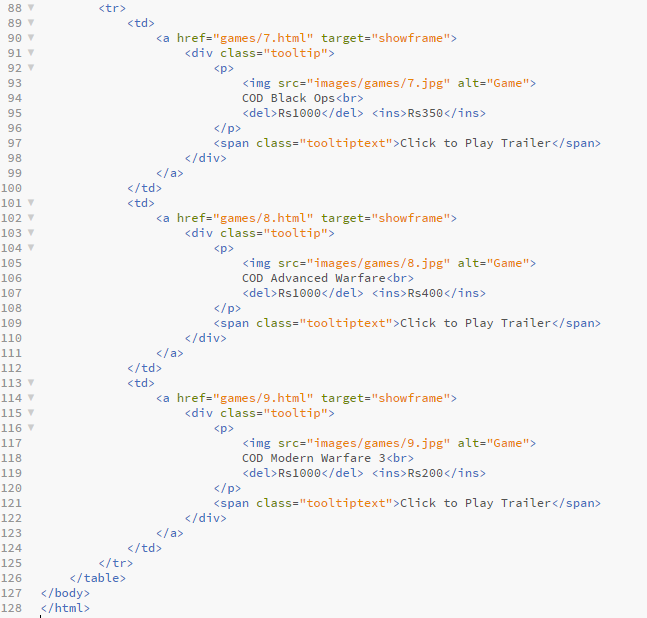 88 <tr>
89 <td>
90 <a href="games/7.html" target="showframe">
91 <div class="tooltip">
92 <p>
93 <img src="images/games/7.jpg" alt="Game">
94 COD Black Ops<br>
95 <del>Rs1000</del> <ins>Rs350</ins>
96 </p>
97 <span class="tooltiptext">Click to Play Trailer</span>
98 </div>
99 </a>
100 </td>
101 <td>
102 <a href="games/8.html" target="showframe">
103 <div class="tooltip">
104 <p>
105 <img src="images/games/8.jpg" alt="Game">
106 COD Advanced Warfare<br>
107 <del>Rs1000</del> <ins>Rs400</ins>
108 </p>
109 <span class="tooltiptext">Click to Play Trailer</span>
110 </div>
111 </a>
112 </td>
113 <td>
114 <a href="games/9.html" target="showframe">
115 <div class="tooltip">
116 <p>
117 <img src="images/games/9.jpg" alt="Game">
118 COD Modern Warfare 3<br>
119 <del>Rs1000</del> <ins>Rs200</ins>
120 </p>
121 <span class="tooltiptext">Click to Play Trailer</span>
122 </div>
123 </a>
124 </td>
125 </tr>
126 </table>
127 </body>
128 </html>